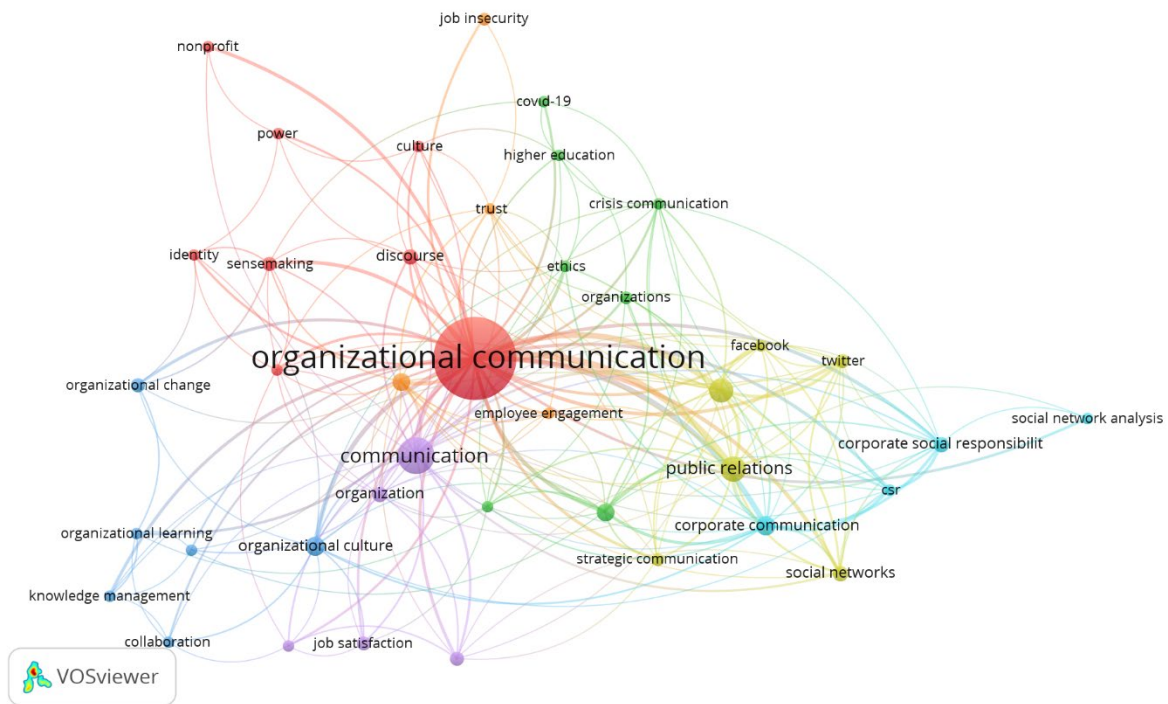 job insecurity
nonprofit
covid-19
power
culture
higher education
crisis communication
trust
identity
sensemaking
discourse
ethics
organizations
organizational communication
facebook
twitter
organizational change
employee engagement
social network analysis
corporate social responsibilit
communication
public relations
organization
csr
corporate communication
organizational learning
organizational culture
strategic communication
social networks
knowledge management
collaboration
job satisfaction
VOSviewer